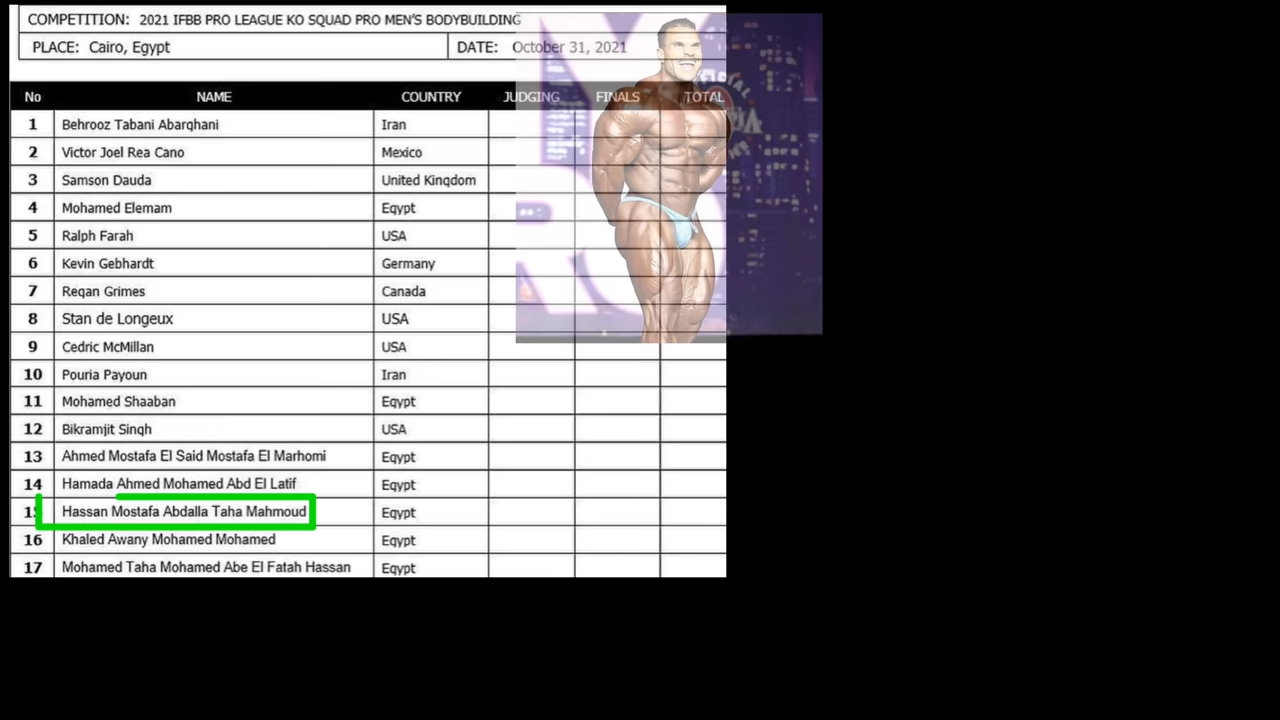 COMPETITION: 2021 IFBB PRO LEAGUE KO SQUAD PRO MEN'S BODYBUILDING
PLACE: Cairo, Egypt DATE: October 31, 2021
No NAME COUNTRY JUDGING FINALS TOTAL
1 Behrooz Tabani Abarqhani Iran
2 Victor Joel Rea Cano Mexico
3 Samson Dauda United Kingdom
4 Mohamed Elemam Egypt
5 Ralph Farah USA
6 Kevin Gebhardt Germany
7 Regan Grimes Canada
8 Stan de Longeux USA
9 Cedric McMillan USA
10 Pouria Payoun Iran
11 Mohamed Shaaban Egypt
12 Bikramjit Singh USA
13 Ahmed Mostafa El Said Mostafa El Marhomi Egypt
14 Hamada Ahmed Mohamed Abd El Latif Egypt
15 Hassan Mostafa Abdalla Taha Mahmoud Egypt
16 Khaled Awany Mohamed Mohamed Egypt
17 Mohamed Taha Mohamed Abe El Fatah Hassan Egypt